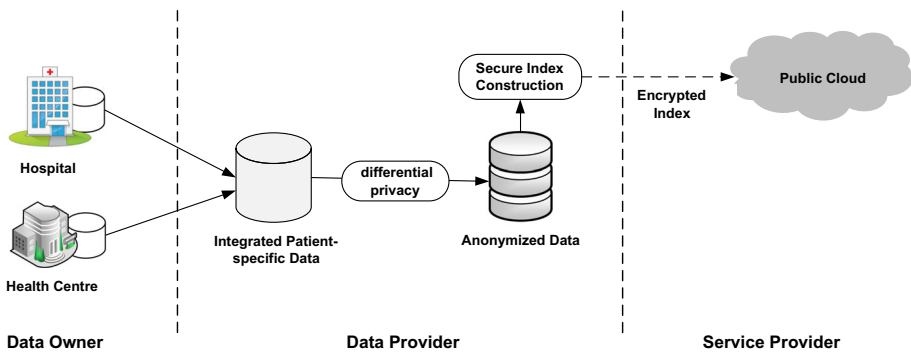 Hospital
Health Centre
Data Owner
Integrated Patient-
specific Data
differential
privacy
Secure Index
Construction
Anonymized Data
Data Provider
Encrypted
Index
Public Cloud
Service Provider